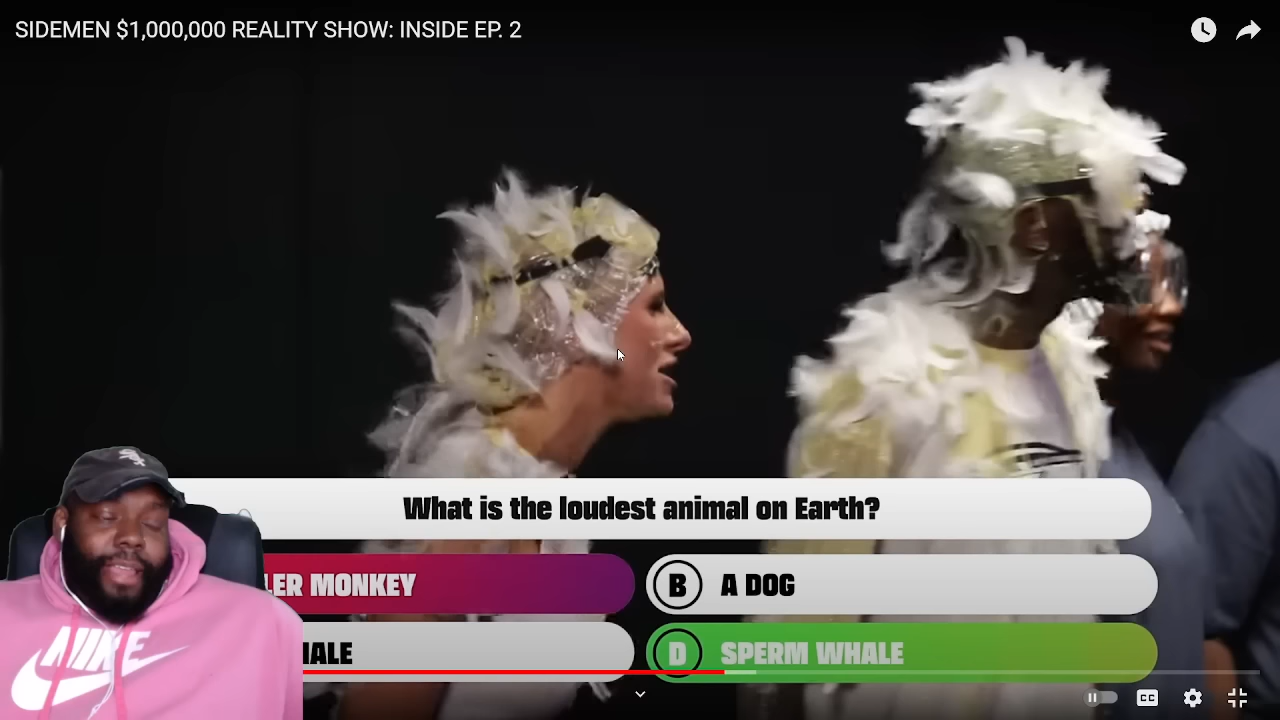 SIDEMEN $1,000,000 REALITY SHOW: INSIDE EP. 2
What is the loudest animal on Earth?
LER MONKEY
B A DOG
HALE
D SPERM WHALE
CC
NIKE